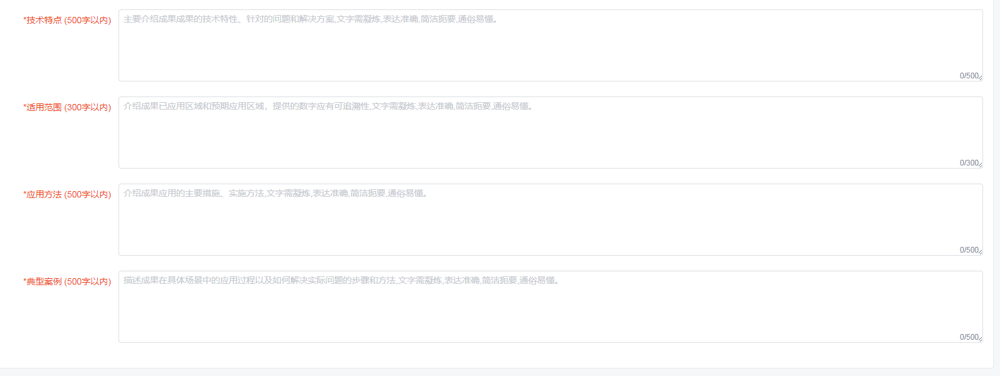 *技术特点 (500字以内)
主要介绍成果成果的技术特性、针对的问题和解决方案,文字需凝炼,表达准确,简洁扼要,通俗易懂。
0/500
*适用范围 (300字以内)
介绍成果已应用区域和预期应用区域，提供的数字应有可追溯性,文字需凝炼,表达准确,简洁扼要,通俗易懂。
0/300
*应用方法 (500字以内)
介绍成果应用的主要措施、实施方法,文字需凝炼,表达准确,简洁扼要,通俗易懂。
0/500
*典型案例 (500字以内)
描述成果在具体场景中的应用过程以及如何解决实际问题的步骤和方法,文字需凝炼,表达准确,简洁扼要,通俗易懂。
0/500